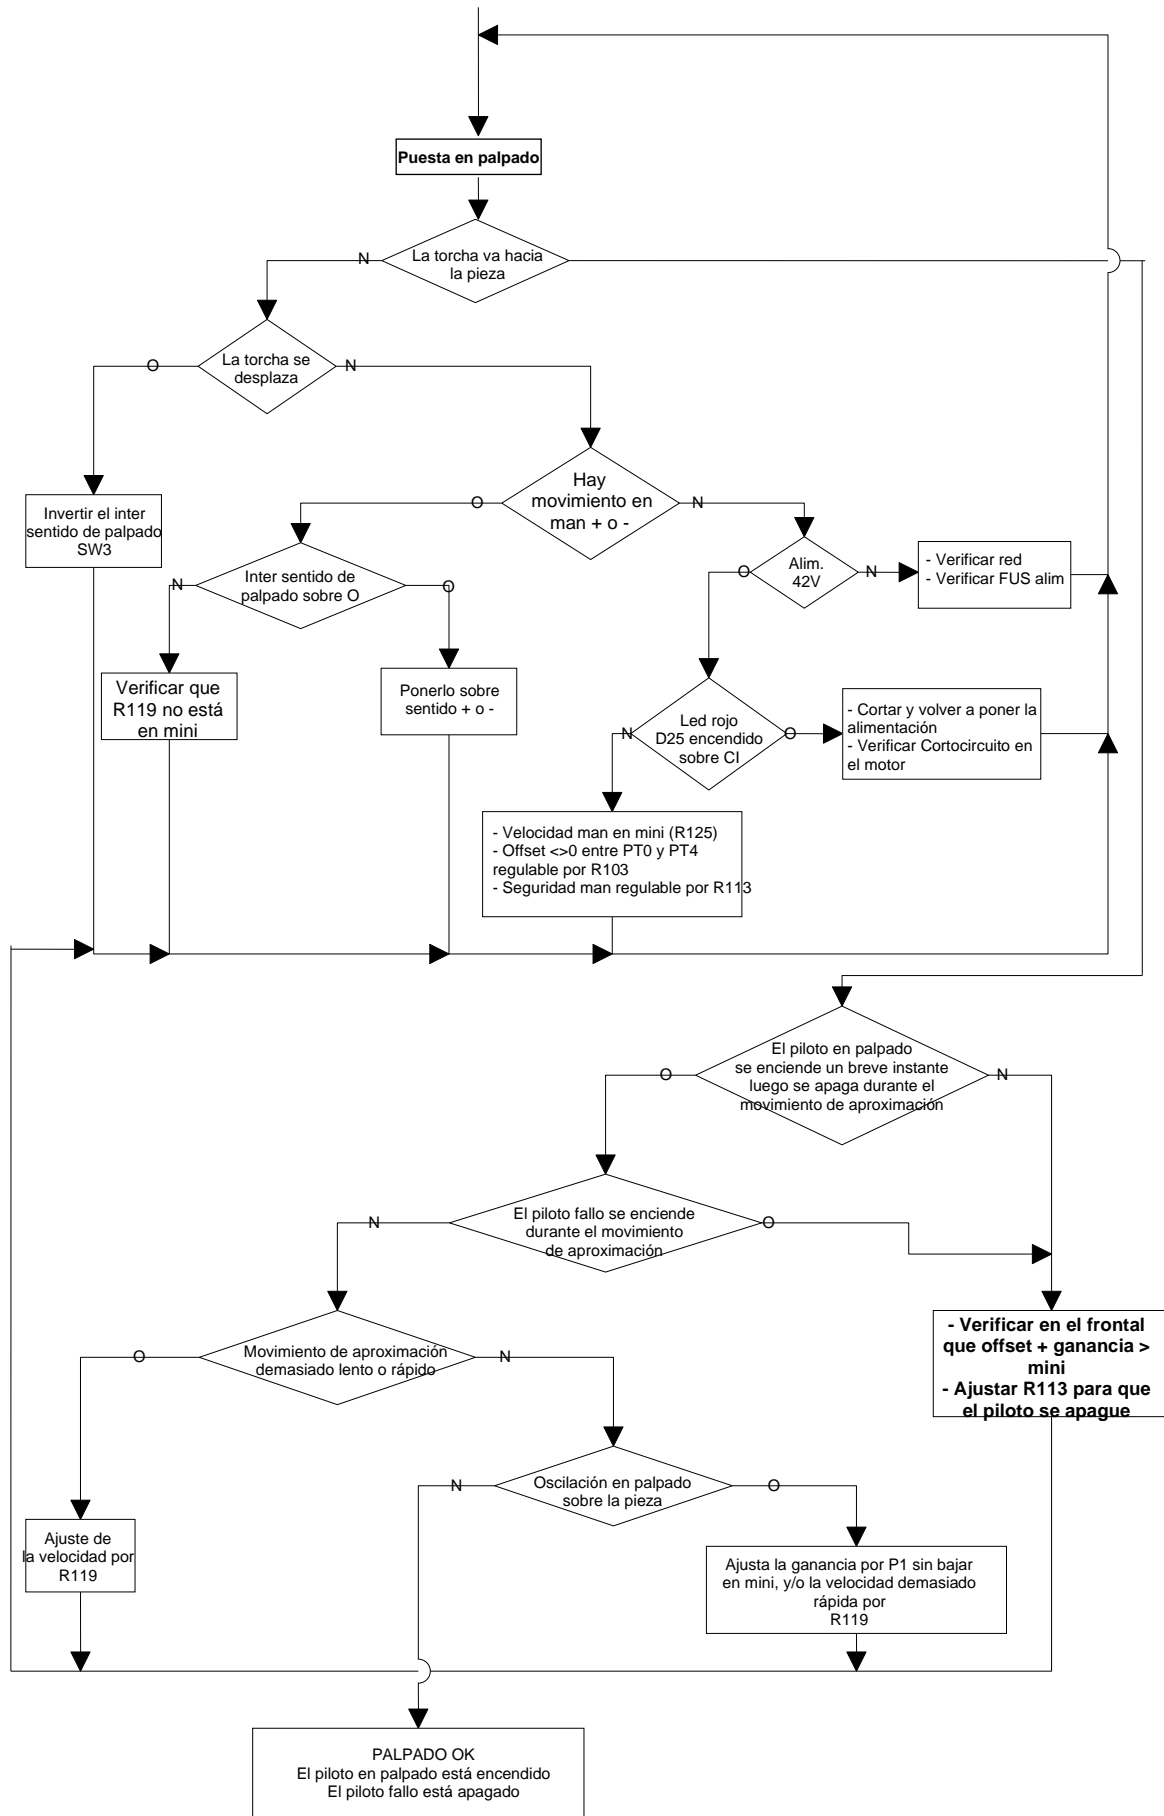 Puesta en palpado
La torcha va hacia
la pieza
N
La torcha se
desplaza
O
N
Hay
movimiento en
man + o -
O
N
Invertir el inter
sentido de palpado
SW3
Inter sentido de
palpado sobre O
N
O
Alim.
42V
O
N
- Verificar red
- Verificar FUS alim
Verificar que
R119 no está
en mini
Ponerlo sobre
sentido + o -
Led rojo
D25 encendido
sobre CI
N
O
- Cortar y volver a poner la
alimentación
- Verificar Cortocircuito en
el motor
- Velocidad man en mini (R125)
- Offset <>0 entre PT0 y PT4
regulable por R103
- Seguridad man regulable por R113
El piloto en palpado
se enciende un breve instante
luego se apaga durante el
movimiento de aproximación
O
N
El piloto fallo se enciende
durante el movimiento
de aproximación
N
O
- Verificar en el frontal
que offset + ganancia >
mini
- Ajustar R113 para que
el piloto se apague
Movimiento de aproximación
demasiado lento o rápido
O
N
Oscilación en palpado
sobre la pieza
N
O
Ajuste de
la velocidad por
R119
Ajusta la ganancia por P1 sin bajar
en mini, y/o la velocidad demasiado
rápida por
R119
PALPADO OK
El piloto en palpado está encendido
El piloto fallo está apagado